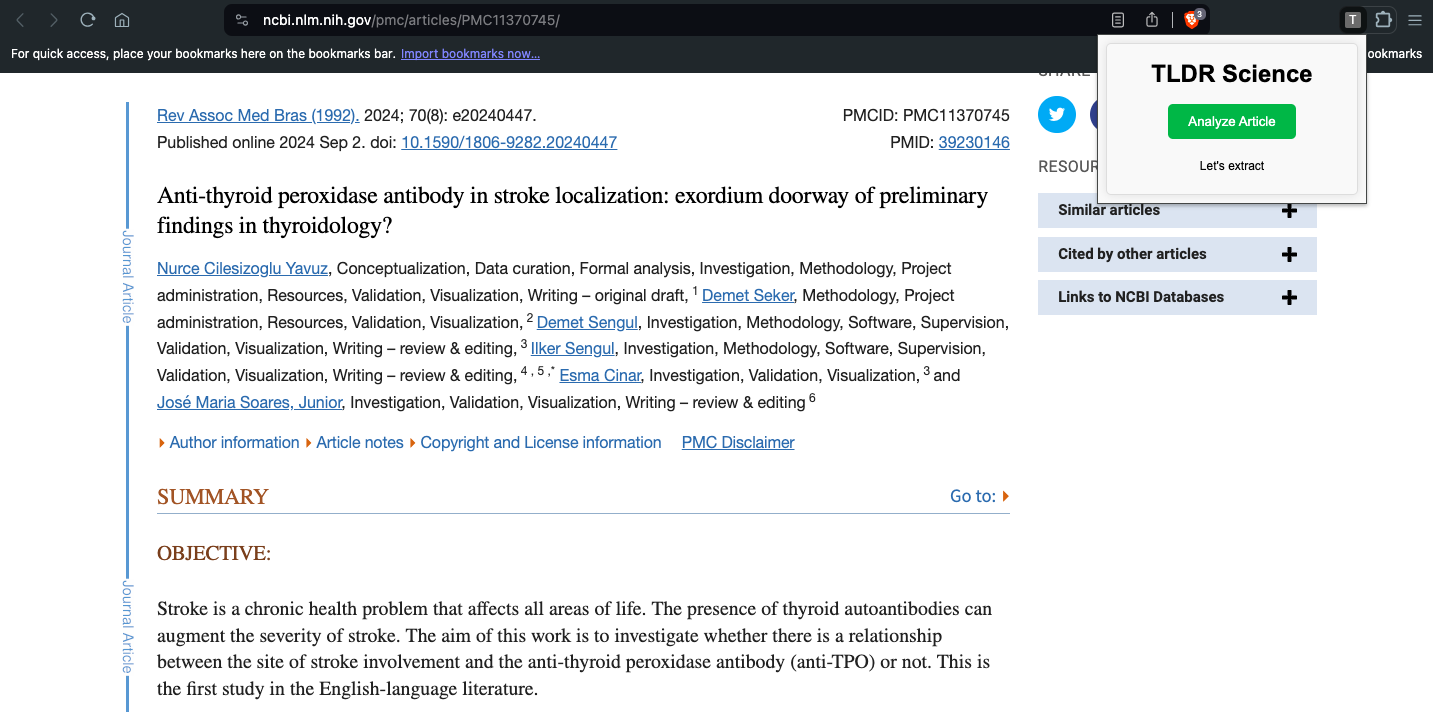 ncbi.nlm.nih.gov/pmc/articles/PMC11370745/
3
T
For quick access, place your bookmarks here on the bookmarks bar. Import bookmarks now...
ookmarks
TLDR Science
Analyze Article
Let's extract
Rev Assoc Med Bras (1992). 2024; 70(8): e20240447.
PMCID: PMC11370745
Published online 2024 Sep 2. doi: 10.1590/1806-9282.20240447
PMID: 39230146
Anti-thyroid peroxidase antibody in stroke localization: exordium doorway of preliminary
findings in thyroidology?
Nurce Cilesizoglu Yavuz, Conceptualization, Data curation, Formal analysis, Investigation, Methodology, Project
administration, Resources, Validation, Visualization, Writing – original draft, 1 Demet Seker, Methodology, Project
administration, Resources, Validation, Visualization, 2 Demet Sengul, Investigation, Methodology, Software, Supervision,
Validation, Visualization, Writing – review & editing, 3 Ilker Sengul, Investigation, Methodology, Software, Supervision,
Validation, Visualization, Writing – review & editing, 4 , 5 ,* Esma Cinar, Investigation, Validation, Visualization, 3 and
José Maria Soares, Junior, Investigation, Validation, Visualization, Writing – review & editing 6
Author information Article notes Copyright and License information PMC Disclaimer
SUMMARY
Go to:
OBJECTIVE:
Stroke is a chronic health problem that affects all areas of life. The presence of thyroid autoantibodies can
augment the severity of stroke. The aim of this work is to investigate whether there is a relationship
between the site of stroke involvement and the anti-thyroid peroxidase antibody (anti-TPO) or not. This is
the first study in the English-language literature.
Journal Article
Journal Article
SHARE
RESOUR
Similar articles
Cited by other articles
Links to NCBI Databases